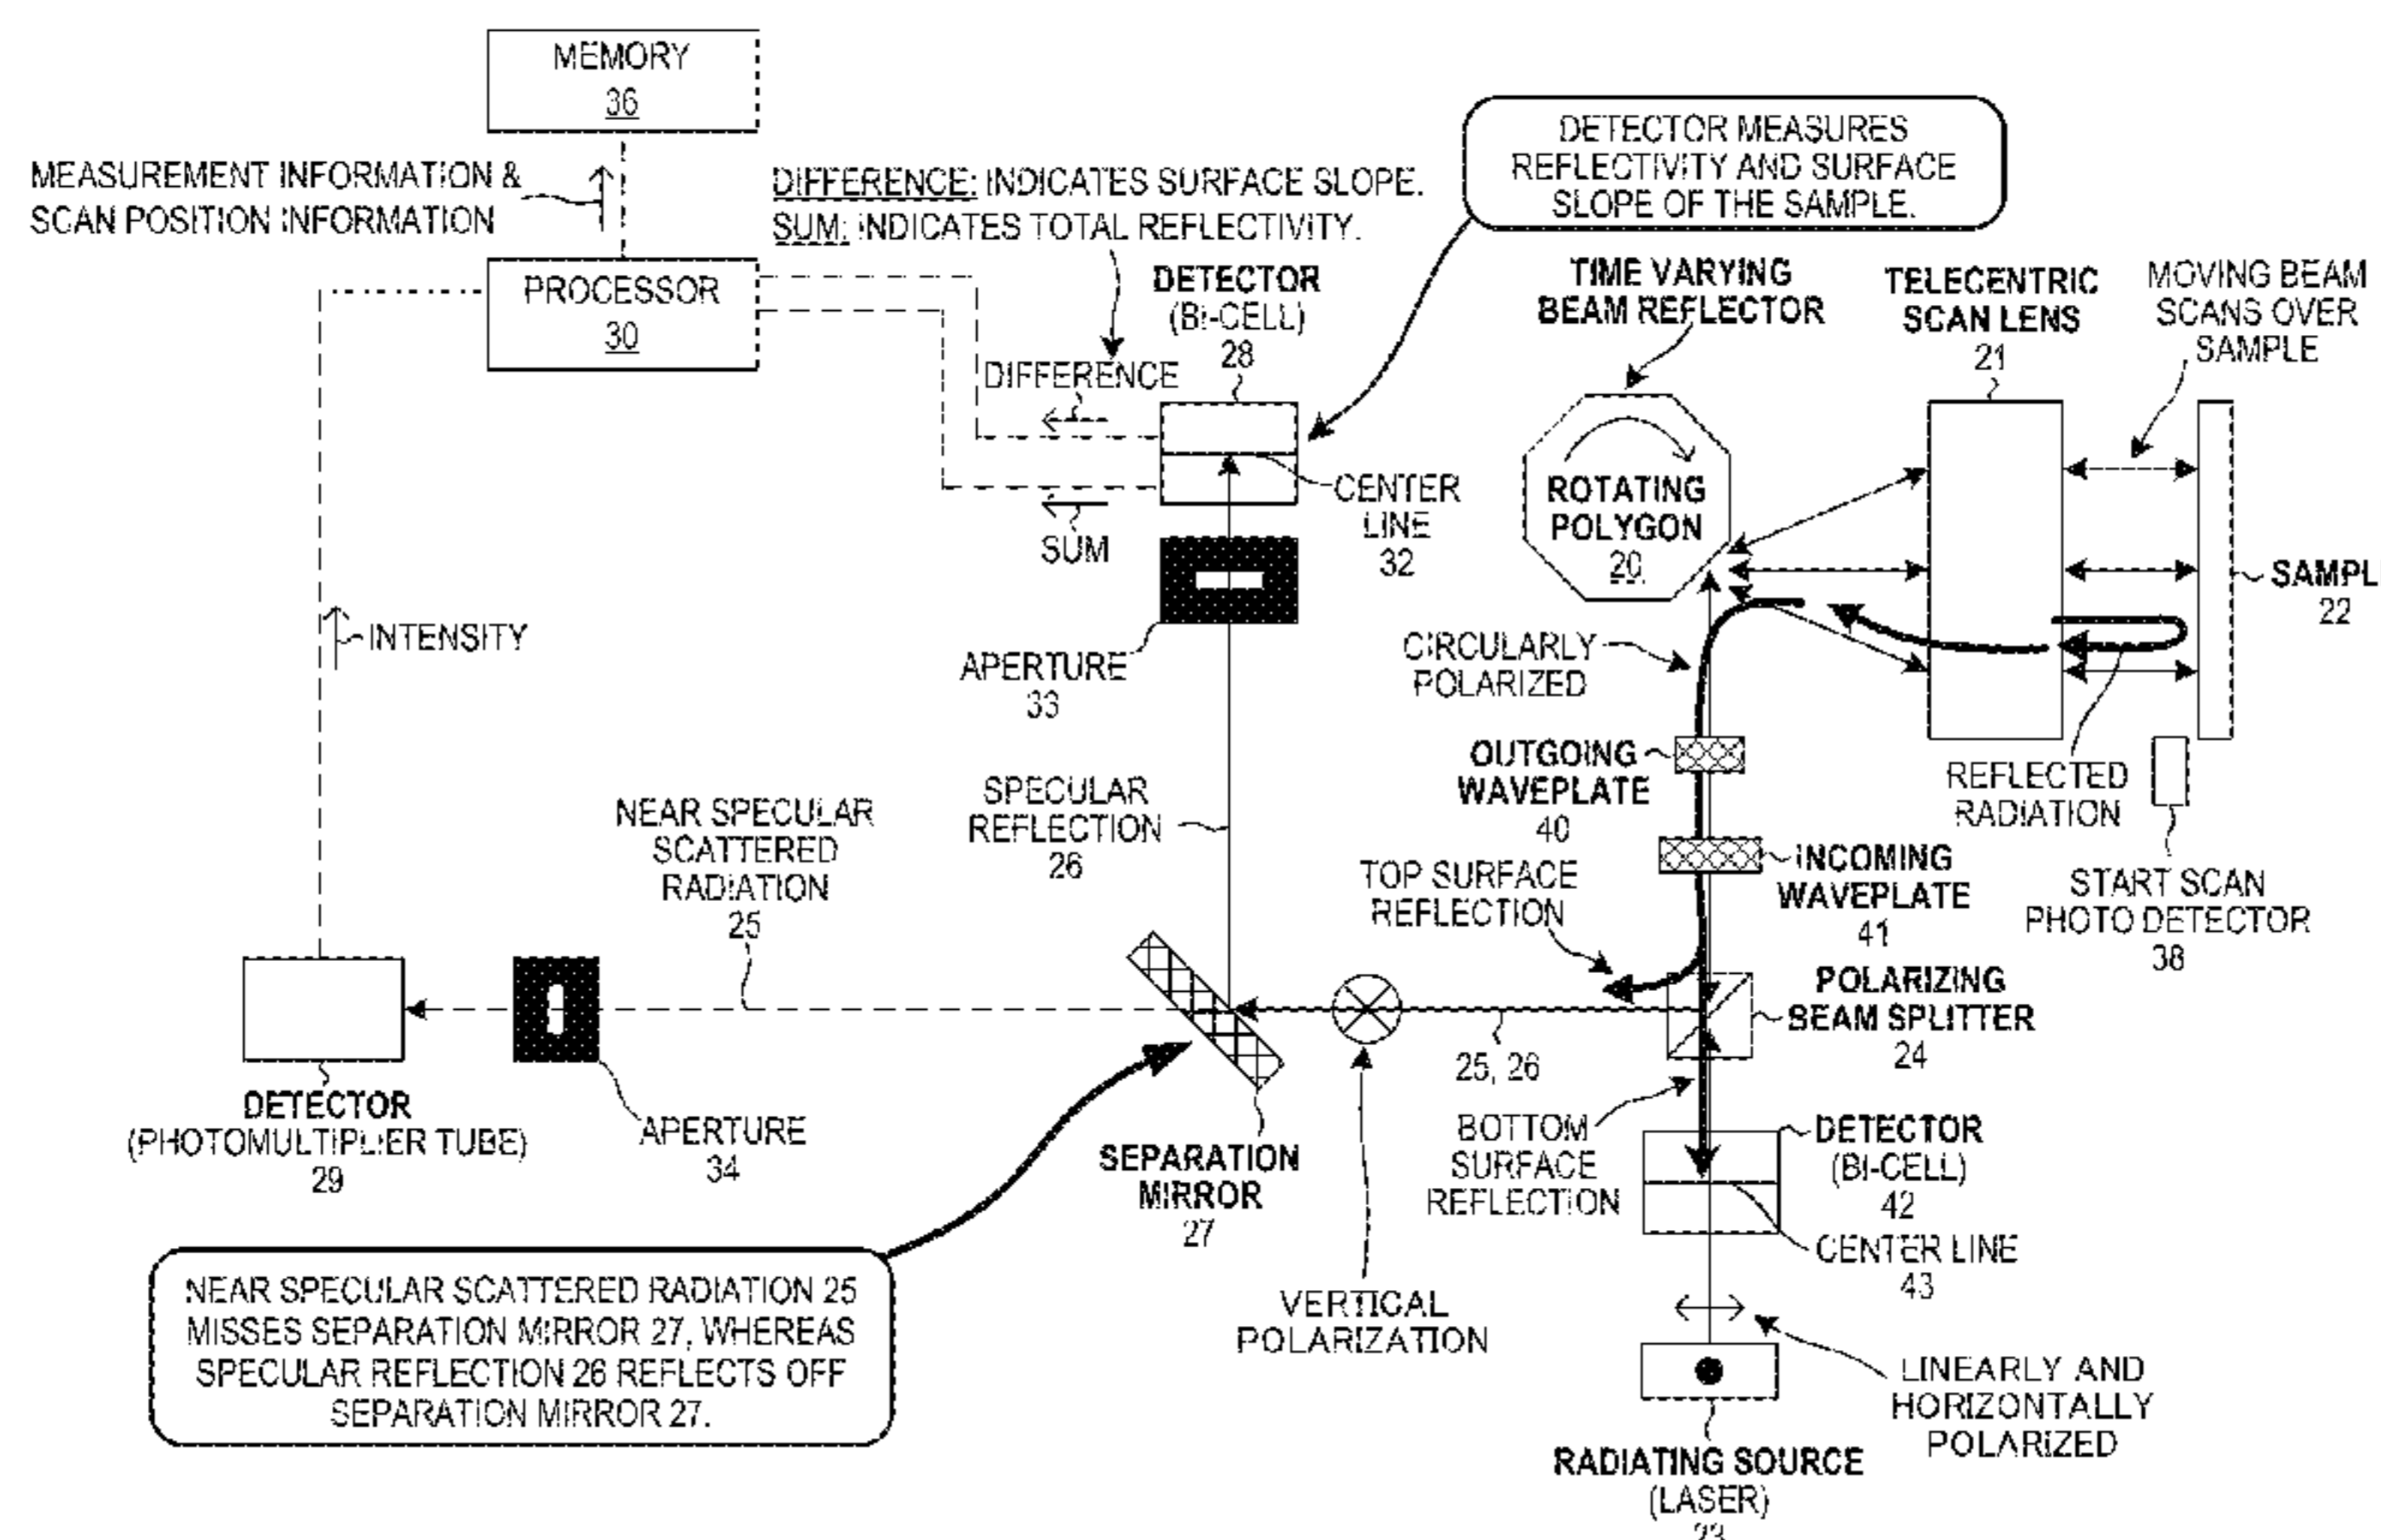 MEMORY
36
MEASUREMENT INFORMATION &
SCAN POSITION INFORMATION
DIFFERENCE: INDICATES SURFACE SLOPE.
SUM: INDICATES TOTAL REFLECTIVITY.
DETECTOR MEASURES
REFLECTIVITY AND SURFACE
SLOPE OF THE SAMPLE.
PROCESSOR
30
DETECTOR
(BI-CELL)
28
TIME VARYING
BEAM REFLECTOR
TELECENTRIC
SCAN LENS
21
MOVING BEAM
SCANS OVER
SAMPLE
DIFFERENCE
SUM
CENTER
LINE
32
ROTATING
POLYGON
20
SAMPL
22
INTENSITY
APERTURE
33
CIRCULARLY
POLARIZED
OUTGOING
WAVEPLATE
40
REFLECTED
RADIATION
NEAR SPECULAR
SCATTERED
RADIATION
25
SPECULAR
REFLECTION
26
TOP SURFACE
REFLECTION
INCOMING
WAVEPLATE
41
START SCAN
PHOTO DETECTOR
38
POLARIZING
BEAM SPLITTER
24
25, 26
DETECTOR
(PHOTOMULTIPLIER TUBE)
29
APERTURE
34
SEPARATION
MIRROR
27
BOTTOM
SURFACE
REFLECTION
DETECTOR
(BI-CELL)
42
CENTER LINE
43
NEAR SPECULAR SCATTERED RADIATION 25
MISSES SEPARATION MIRROR 27, WHEREAS
SPECULAR REFLECTION 26 REFLECTS OFF
SEPARATION MIRROR 27.
VERTICAL
POLARIZATION
LINEARLY AND
HORIZONTALLY
POLARIZED
RADIATING SOURCE
(LASER)
23